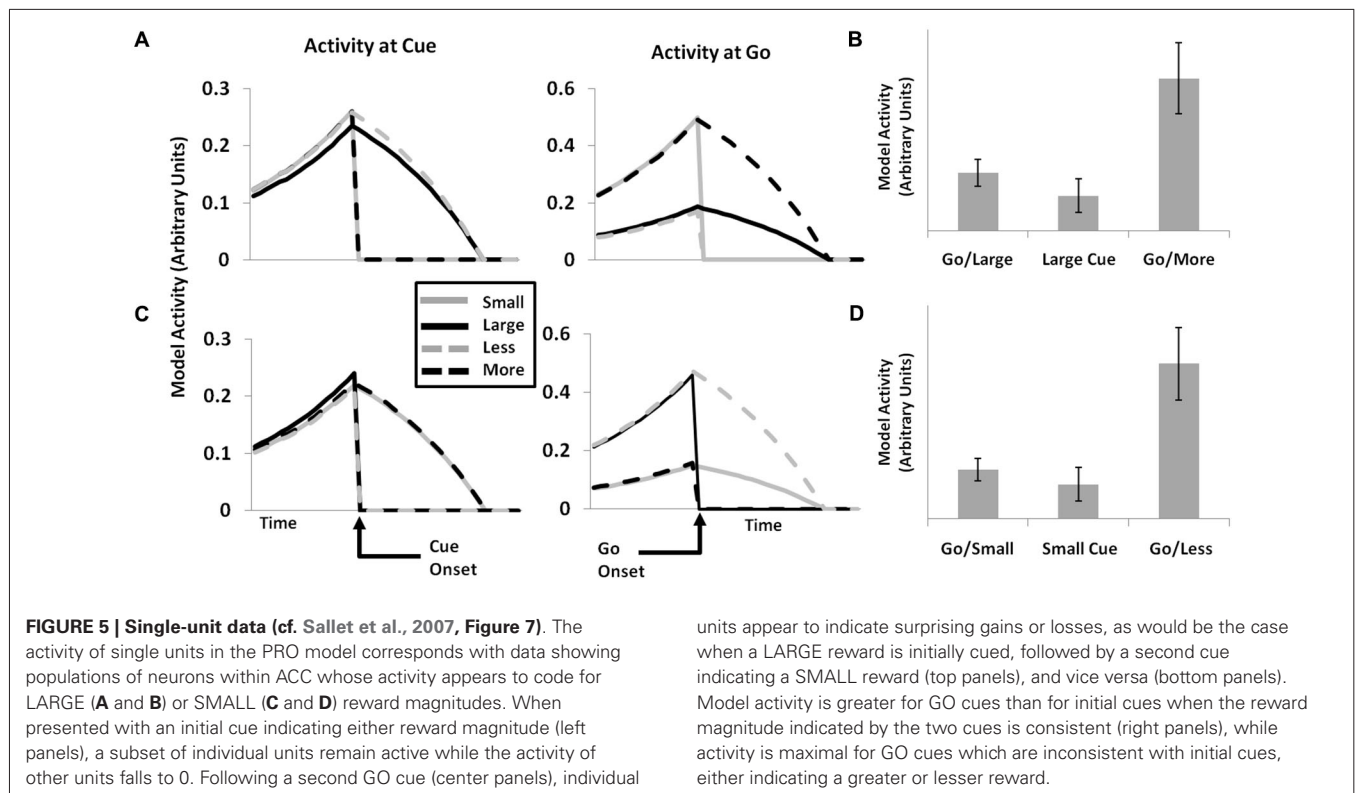 A
Activity at Cue
Activity at Go
Model Activity (Arbitrary Units)
0.3
0.2
0.1
0
0.6
0.4
0.2
0
B
Model Activity
(Arbitrary Units)
Go/Large Large Cue Go/More
C
Small
Large
Less
More
0.3
0.2
0.1
0
Time
Cue
Onset
0.6
0.4
0.2
0
Time
Go
Onset
D
Model Activity
(Arbitrary Units)
Go/Small Small Cue Go/Less
FIGURE 5 | Single-unit data (cf. Sallet et al., 2007, Figure 7). The
activity of single units in the PRO model corresponds with data showing
populations of neurons within ACC whose activity appears to code for
LARGE (A and B) or SMALL (C and D) reward magnitudes. When
presented with an initial cue indicating either reward magnitude (left
panels), a subset of individual units remain active while the activity of
other units falls to 0. Following a second GO cue (center panels), individual
units appear to indicate surprising gains or losses, as would be the case
when a LARGE reward is initially cued, followed by a second cue
indicating a SMALL reward (top panels), and vice versa (bottom panels).
Model activity is greater for GO cues than for initial cues when the reward
magnitude indicated by the two cues is consistent (right panels), while
activity is maximal for GO cues which are inconsistent with initial cues,
either indicating a greater or lesser reward.